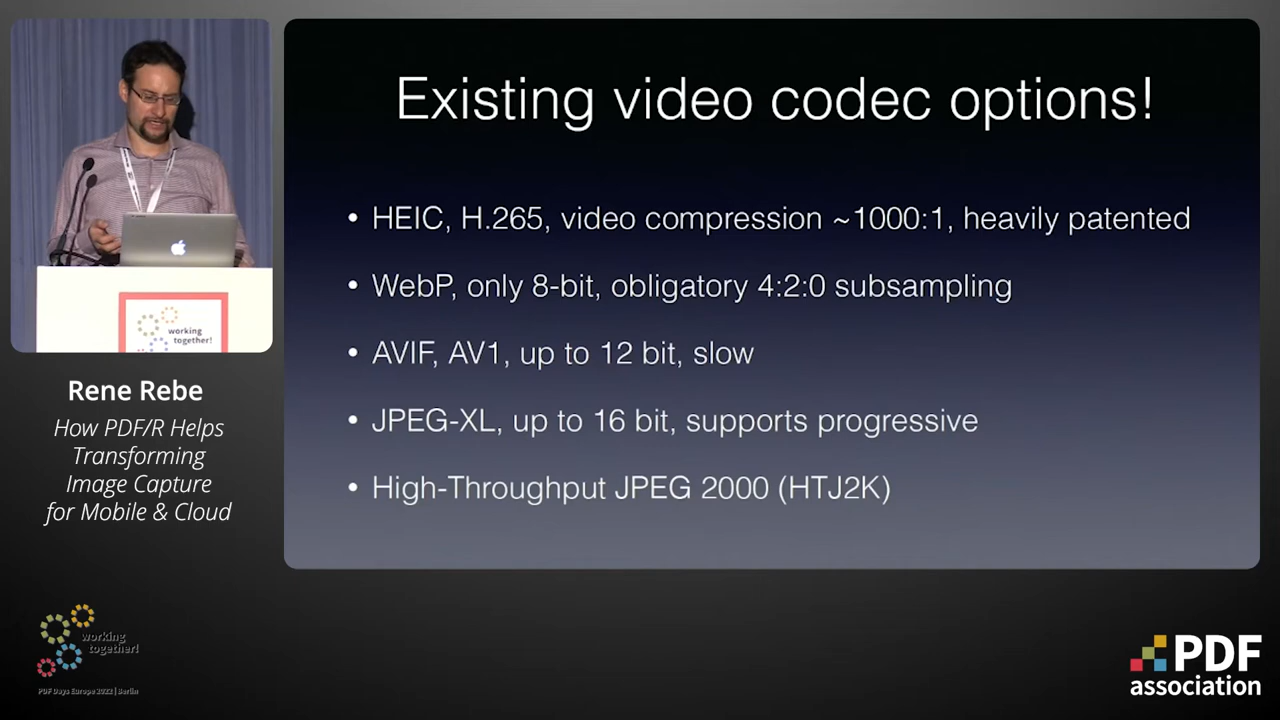 Existing video codec options!
• HEIC, H.265, video compression ~1000:1, heavily patented
• WebP, only 8-bit, obligatory 4:2:0 subsampling
• AVIF, AV1, up to 12 bit, slow
• JPEG-XL, up to 16 bit, supports progressive
• High-Throughput JPEG 2000 (HTJ2K)
working
together!
Rene Rebe
How PDF/R Helps
Transforming
Image Capture
for Mobile & Cloud
working
together!
PDF Days Europe 2022 | Berlin
PDF
association